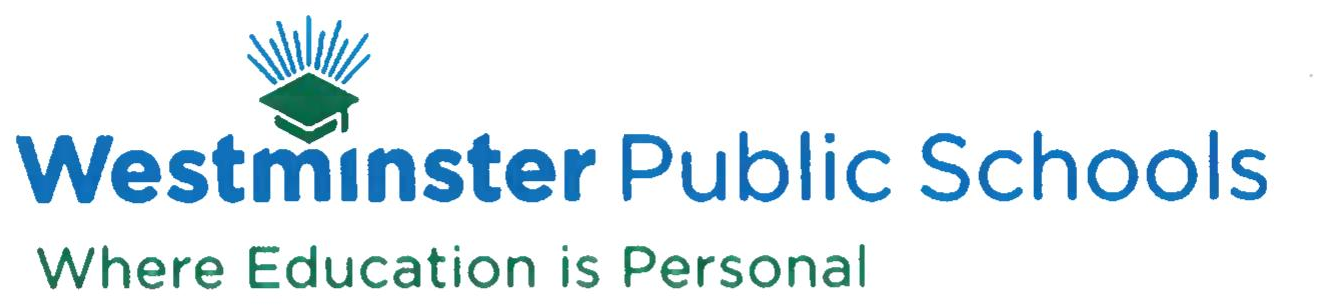 Westminster Public Schools
Where Education is Personal